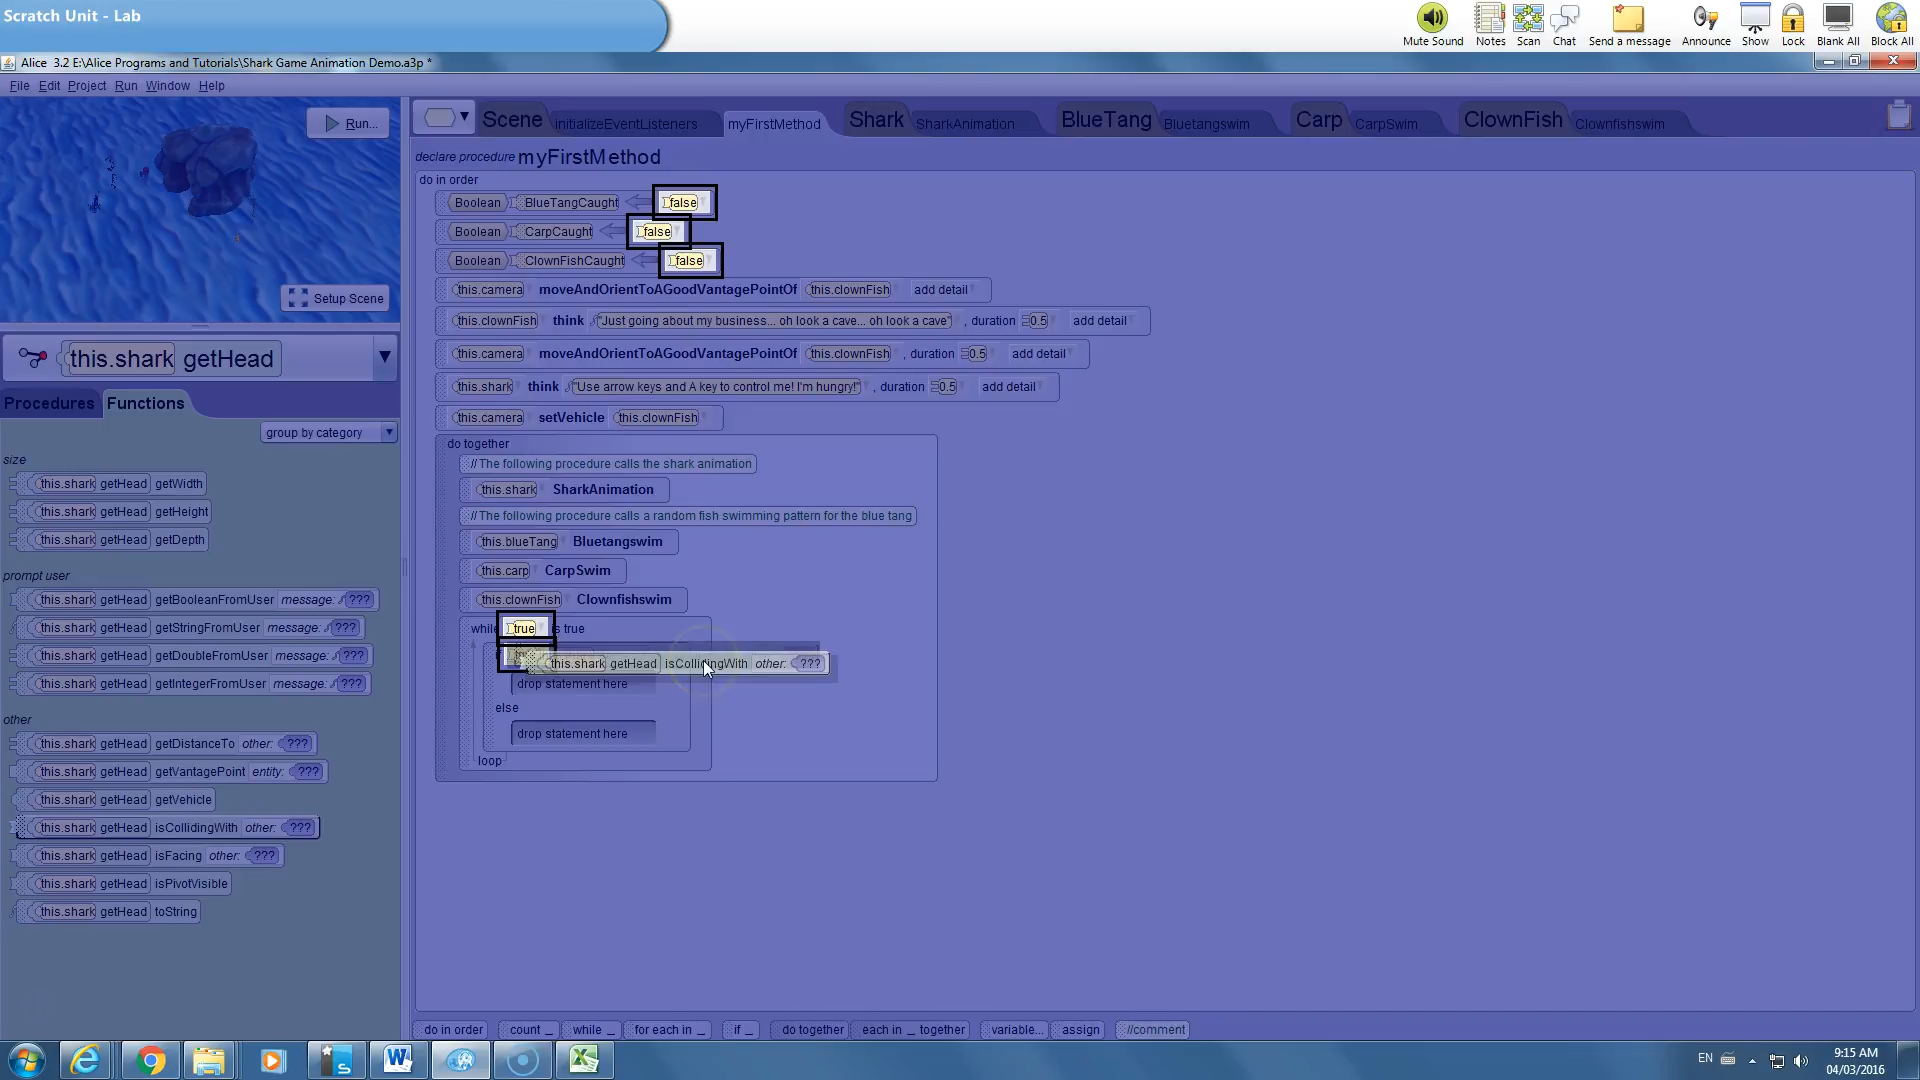 Scratch Unit - Lab
Mute Sound Notes Scan Chat Send a message Announce Show Lock Blank All Block All
Alice 3.2 E:\Alice Programs and Tutorials\Shark Game Animation Demo.a3p *
File Edit Project Run Window Help
Run...
Setup Scene
Scene initializeEventListeners myFirstMethod Shark SharkAnimation BlueTang Bluetangswim Carp CarpSwim ClownFish Clownfishswim
this.shark getHead
Procedures Functions
group by category
size
this.shark getHead getWidth
this.shark getHead getHeight
this.shark getHead getDepth
prompt user
this.shark getHead getBooleanFromUser message: ???
this.shark getHead getStringFromUser message: ???
this.shark getHead getDoubleFromUser message: ???
this.shark getHead getIntegerFromUser message: ???
other
this.shark getHead getDistanceTo other: ???
this.shark getHead getVantagePoint entity: ???
this.shark getHead getVehicle
this.shark getHead isCollidingWith other: ???
this.shark getHead isFacing other: ???
this.shark getHead isPivotVisible
this.shark getHead toString
declare procedure myFirstMethod
do in order
Boolean BlueTangCaught false
Boolean CarpCaught false
Boolean ClownFishCaught false
this.camera moveAndOrientToAGoodVantagePointOf this.clownFish add detail
this.clownFish think "Just going about my business... oh look a cave... oh look a cave" , duration 0.5 add detail
this.camera moveAndOrientToAGoodVantagePointOf this.clownFish , duration 0.5 add detail
this.shark think "Use arrow keys and A key to control me! I'm hungry!" , duration 0.5 add detail
this.camera setVehicle this.clownFish
do together
// The following procedure calls the shark animation
this.shark SharkAnimation
// The following procedure calls a random fish swimming pattern for the blue tang
this.blueTang Bluetangswim
this.carp CarpSwim
this.clownFish Clownfishswim
while true is true
this.shark getHead isCollidingWith other: ???
drop statement here
else
drop statement here
loop
do in order count _ while _ for each in _ if _ do together each in _ together variable... assign //comment
EN 9:15 AM
04/03/2016